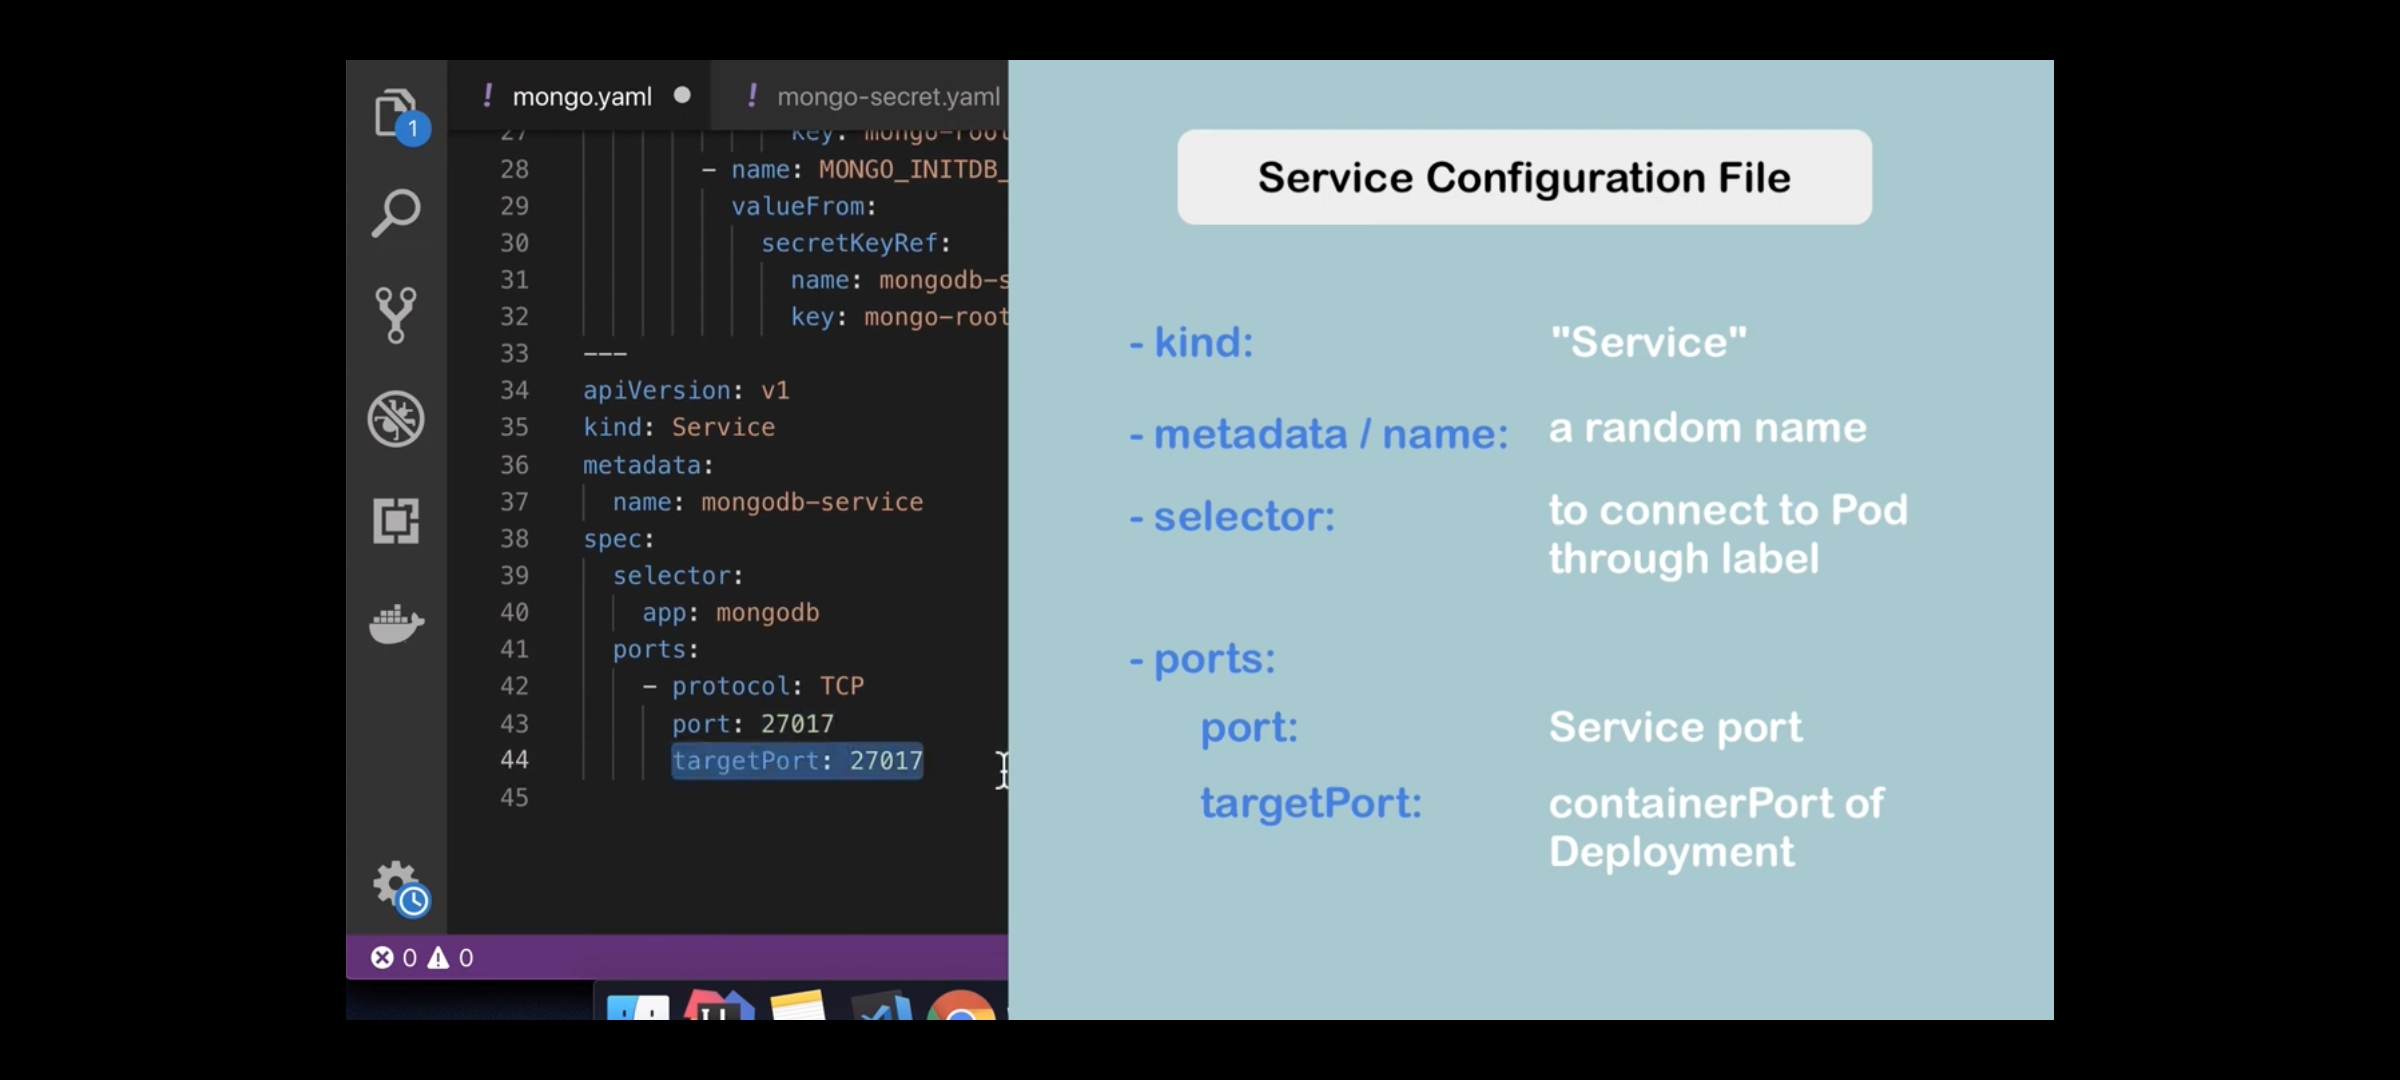 1
! mongo.yaml ● ! mongo-secret.yaml
27 key: mongo-root
28 - name: MONGO_INITDB_
29 valueFrom:
30 secretKeyRef:
31 name: mongodb-s
32 key: mongo-root
33 ---
34 apiVersion: v1
35 kind: Service
36 metadata:
37 name: mongodb-service
38 spec:
39 selector:
40 app: mongodb
41 ports:
42 - protocol: TCP
43 port: 27017
44 targetPort: 27017
45
0 0
Service Configuration File
- kind: "Service"
- metadata / name: a random name
- selector: to connect to Pod
through label
- ports:
port: Service port
targetPort: containerPort of
Deployment